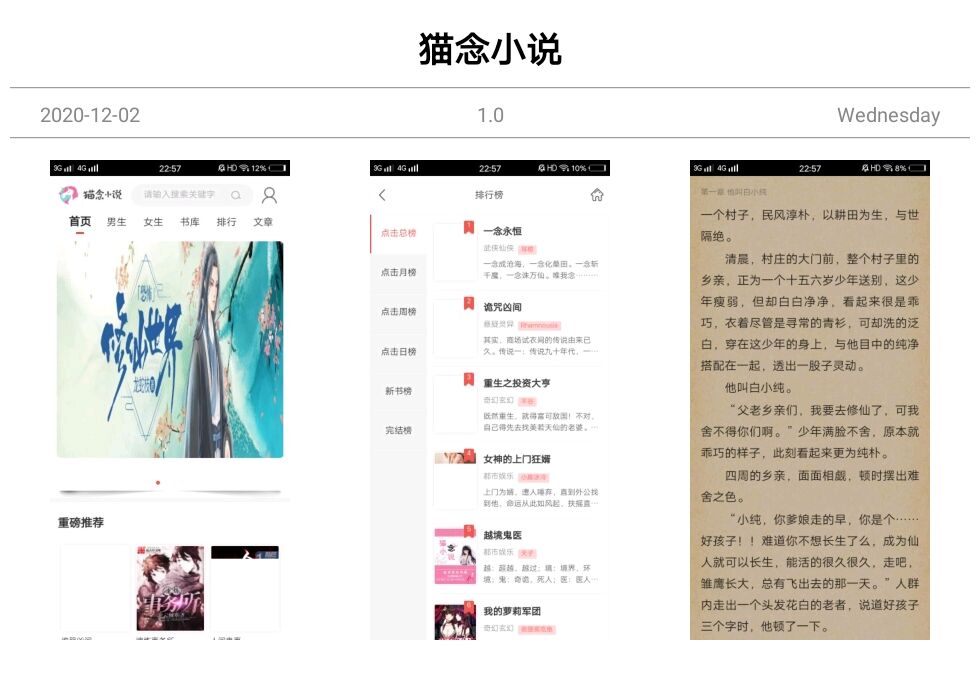 猫念小说
2020-12-02
1.0
Wednesday
3G 4G 22:57 HD 12%
猫念小说
请输入搜索关键字
首页 男生 女生 书库 排行 文章
恐怖
修仙世界
龙蛇枝
重磅推荐
事务所
3G 4G 22:57 HD 10%
排行榜
点击总榜
点击月榜
点击周榜
点击日榜
新书榜
完结榜
1
一念永恒
武侠仙侠 耳根
一念成沧海，一念化桑田。一念斩
千魔，一念诛万仙。唯我念………
2
诡咒凶间
悬疑灵异 Rhamnousia
其实，商场试衣间的传说由来已
久。传说一：传说九十年代，一…
3
重生之投资大亨
奇幻玄幻
既然重生，就得富可敌国！不对，
自己得先去找美若天仙的老婆。…
4
女神的上门狂婿
都市娱乐
上门为婿，遭人唾弃，直到外公找
到他，命运从此如风起，扶摇直…
5
越境鬼医
都市娱乐 天子
越：超越、越过；境：境界、环
境；鬼：奇诡，死人；医：医人…
猫念
小说
6
我的萝莉军团
奇幻玄幻
3G 4G 22:57 HD 8%
第一章 他叫白小纯
一个村子，民风淳朴，以耕田为生，与世
隔绝。
清晨，村庄的大门前，整个村子里的
乡亲，正为一个十五六岁少年送别，这少
年瘦弱，但却白白净净，看起来很是乖
巧，衣着尽管是寻常的青衫，可却洗的泛
白，穿在这少年的身上，与他目中的纯净
搭配在一起，透出一股子灵动。
他叫白小纯。
“父老乡亲们，我要去修仙了，可我
舍不得你们啊。”少年满脸不舍，原本就
乖巧的样子，此刻看起来更为纯朴。
四周的乡亲，面面相觑，顿时摆出难
舍之色。
“小纯，你爹娘走的早，你是个……
好孩子！！难道你不想长生了么，成为仙
人就可以长生，能活的很久很久，走吧，
雏鹰长大，总有飞出去的那一天。”人群
内走出一个头发花白的老者，说道好孩子
三个字时，他顿了一下。